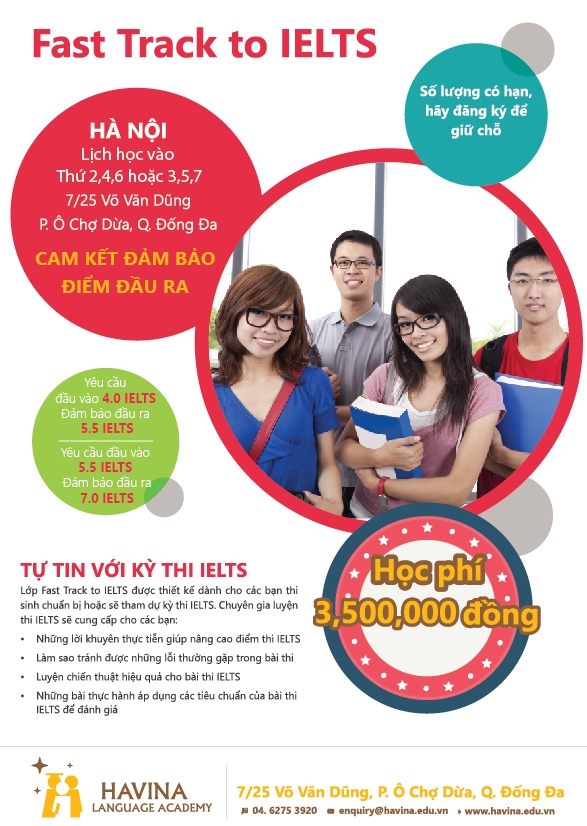 Fast Track to IELTS
Số lượng có hạn,
hãy đăng ký để
giữ chỗ
HÀ NỘI
Lịch học vào
Thứ 2,4,6 hoặc 3,5,7
7/25 Võ Văn Dũng
P. Ô Chợ Dừa, Q. Đống Đa
CAM KẾT ĐẢM BẢO
ĐIỂM ĐẦU RA
Yêu cầu
đầu vào 4.0 IELTS
Đảm bảo đầu ra
5.5 IELTS
Yêu cầu đầu vào
5.5 IELTS
Đảm bảo đầu ra
7.0 IELTS
Học phí
3,500,000 đồng
TỰ TIN VỚI KỲ THI IELTS
Lớp Fast Track to IELTS được thiết kế dành cho các bạn thi
sinh chuẩn bị hoặc sẽ tham dự kỳ thi IELTS. Chuyên gia luyện
thi IELTS sẽ cung cấp cho các bạn:
• Những lời khuyên thực tiễn giúp nâng cao điểm thi IELTS
• Làm sao tránh được những lỗi thường gặp trong bài thi
• Luyện chiến thuật hiệu quả cho bài thi IELTS
• Những bài thực hành áp dụng các tiêu chuẩn của bài thi
IELTS để đánh giá
HAVINA
LANGUAGE ACADEMY
7/25 Võ Văn Dũng, P. Ô Chợ Dừa, Q. Đống Đa
04. 6275 3920 enquiry@havina.edu.vn www.havina.edu.vn